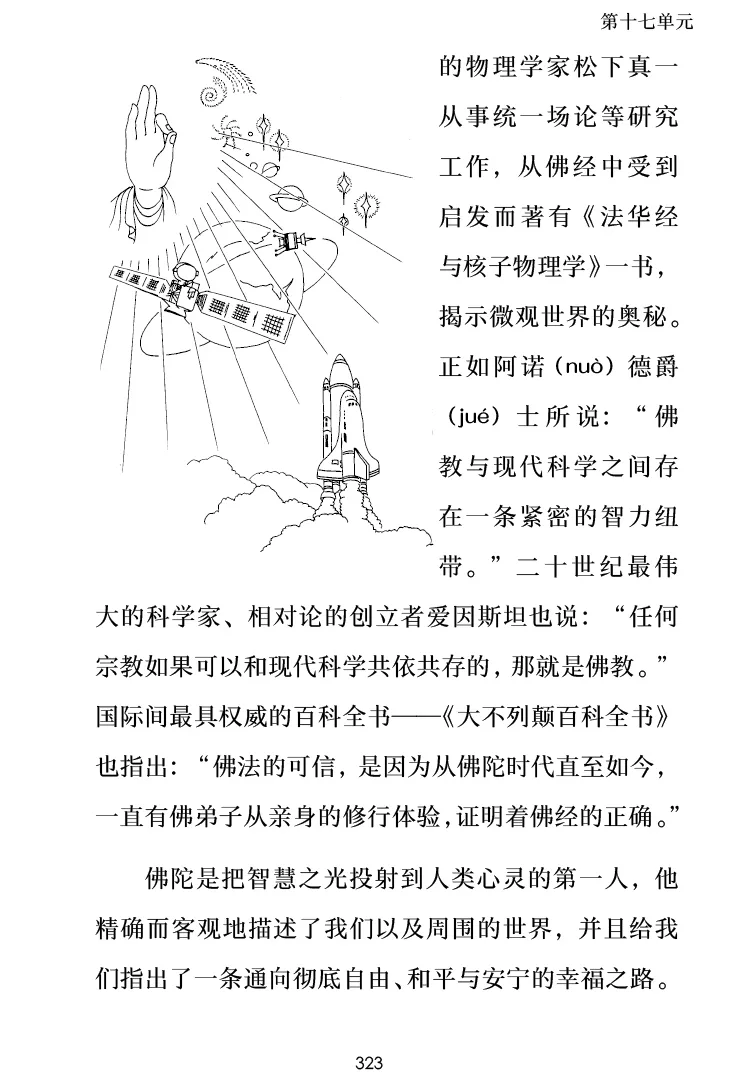 第十七单元
的物理学家松下真一
从事统一场论等研究
工作，从佛经中受到
启发而著有《法华经
与核子物理学》一书，
揭示微观世界的奥秘。
正如阿诺（nuò）德爵
（jué）士所说：“佛
教与现代科学之间存
在一条紧密的智力纽
带。”二十世纪最伟
大的科学家、相对论的创立者爱因斯坦也说：“任何
宗教如果可以和现代科学共依共存的，那就是佛教。”
国际间最具权威的百科全书——《大不列颠百科全书》
也指出：“佛法的可信，是因为从佛陀时代直至如今，
一直有佛弟子从亲身的修行体验，证明着佛经的正确。”
佛陀是把智慧之光投射到人类心灵的第一人，他
精确而客观地描述了我们以及周围的世界，并且给我
们指出了一条通向彻底自由、和平与安宁的幸福之路。
323